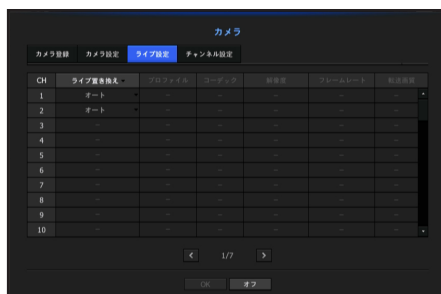 カメラ
カメラ登録 カメラ設定 ライブ設定 チャンネル設定
CH ライブ置き換え プロファイル コーデック 解像度 フレームレート 転送画質
1 オート -- -- -- -- --
2 オート -- -- -- -- --
3 -- -- -- -- -- --
4 -- -- -- -- -- --
5 -- -- -- -- -- --
6 -- -- -- -- -- --
7 -- -- -- -- -- --
8 -- -- -- -- -- --
9 -- -- -- -- -- --
10 -- -- -- -- -- --
< 1/7 >
OK オフ